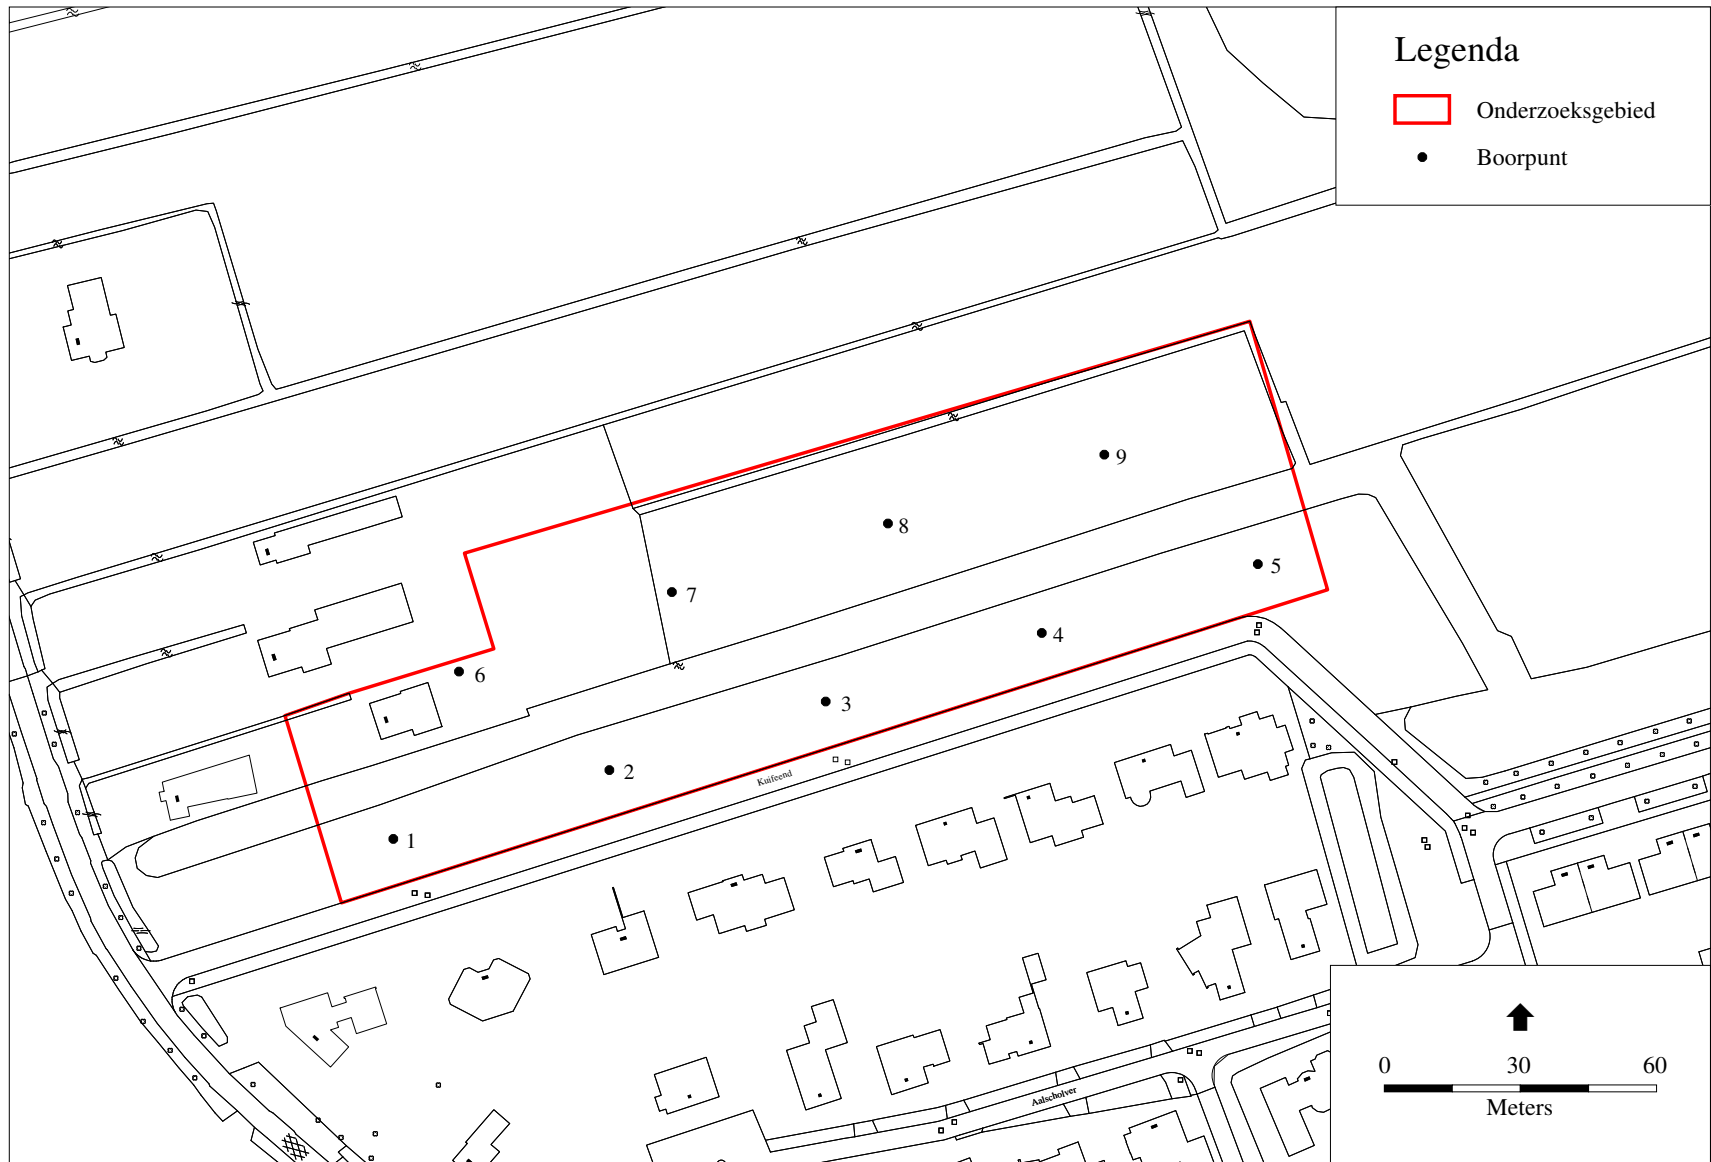 Legenda
Onderzoeksgebied
Boorpunt
9
8
5
7
4
6
3
2
Kuifeend
1
0 30 60
Meters
Aalscholver